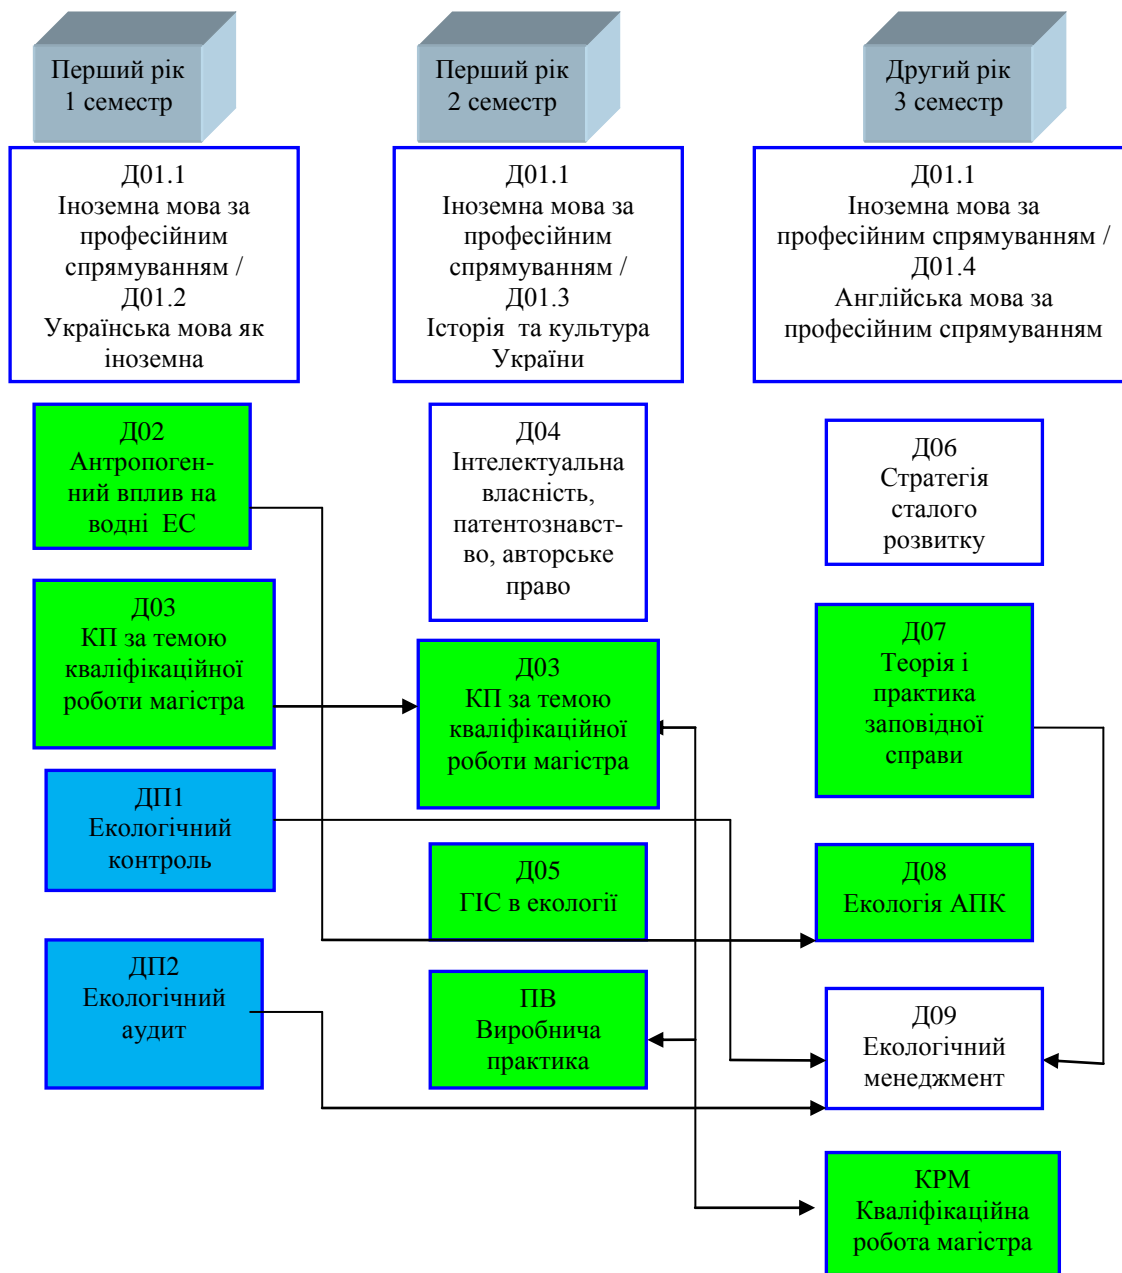 Перший рік
1 семестр
Перший рік
2 семестр
Другий рік
3 семестр
Д01.1
Іноземна мова за
професійним
спрямуванням /
Д01.2
Українська мова як
іноземна
Д01.1
Іноземна мова за
професійним
спрямуванням /
Д01.3
Історія та культура
України
Д01.1
Іноземна мова за
професійним спрямуванням /
Д01.4
Англійська мова за
професійним спрямуванням
Д02
Антропоген-
ний вплив на
водні ЕС
Д04
Інтелектуальна
власність,
патентознавст-
во, авторське
право
Д06
Стратегія
сталого
розвитку
Д03
КП за темою
кваліфікаційної
роботи магістра
Д03
КП за темою
кваліфікаційної
роботи магістра
Д07
Теорія і
практика
заповідної
справи
ДП1
Екологічний
контроль
Д05
ГІС в екології
Д08
Екологія АПК
ДП2
Екологічний
аудит
ПВ
Виробнича
практика
Д09
Екологічний
менеджмент
КРМ
Кваліфікаційна
робота магістра